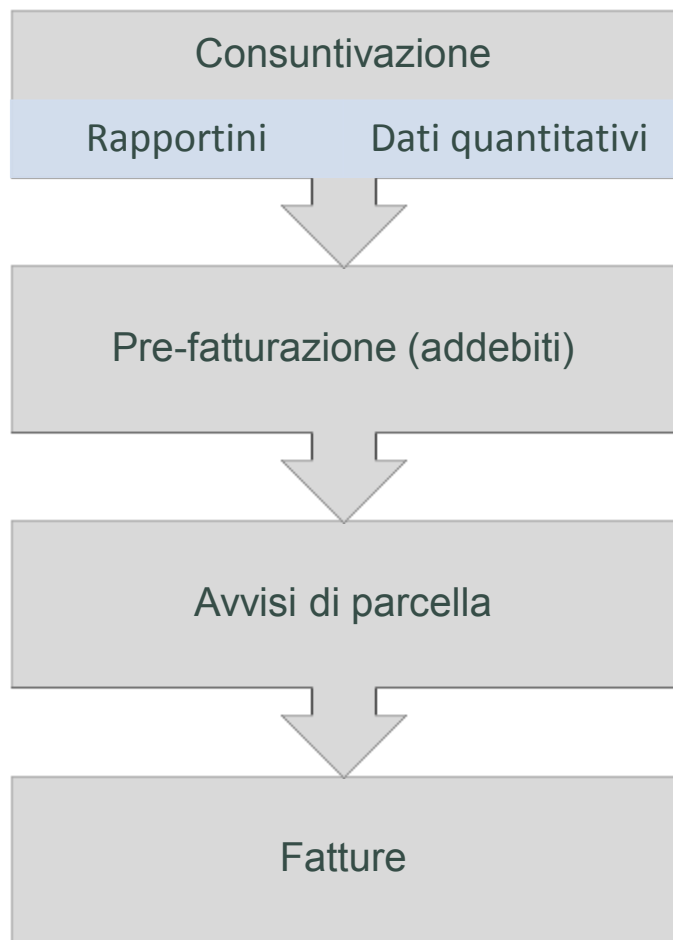 Consuntivazione
Rapportini Dati quantitativi
Pre-fatturazione (addebiti)
Avvisi di parcella
Fatture